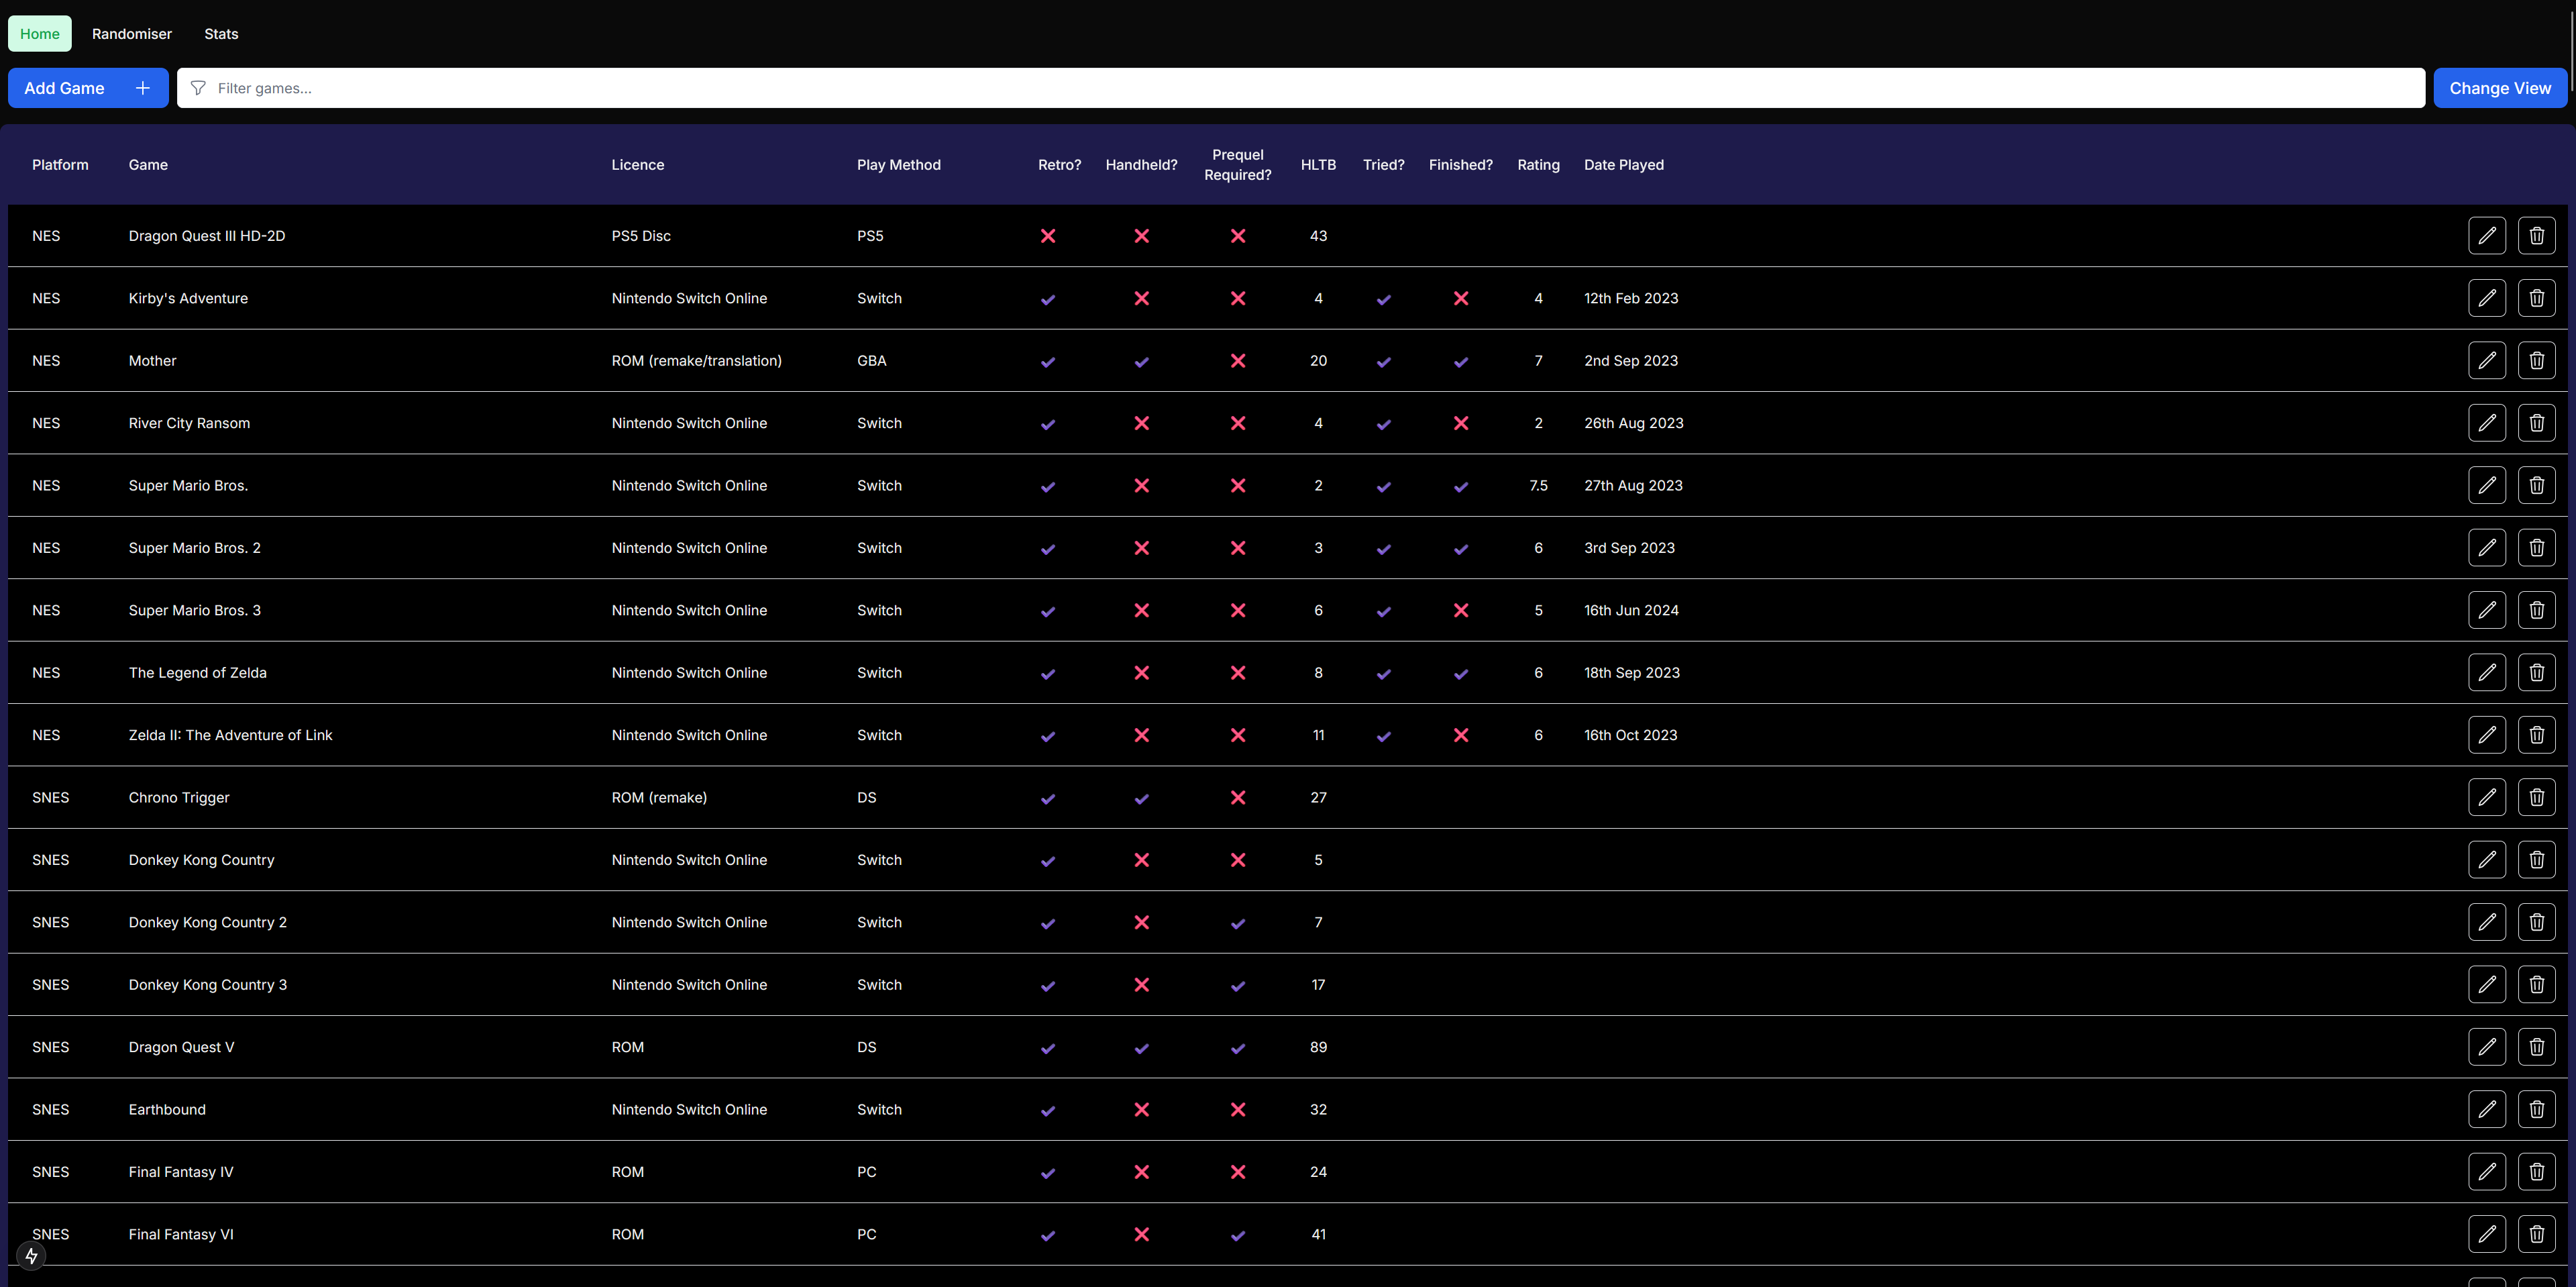 Home Randomiser Stats
Add Game Filter games... Change View
Platform Game Licence Play Method Retro? Handheld? Prequel Required? HLTB Tried? Finished? Rating Date Played
NES Dragon Quest III HD-2D PS5 Disc PS5 43
NES Kirby's Adventure Nintendo Switch Online Switch 4 4 12th Feb 2023
NES Mother ROM (remake/translation) GBA 20 7 2nd Sep 2023
NES River City Ransom Nintendo Switch Online Switch 4 2 26th Aug 2023
NES Super Mario Bros. Nintendo Switch Online Switch 2 7.5 27th Aug 2023
NES Super Mario Bros. 2 Nintendo Switch Online Switch 3 6 3rd Sep 2023
NES Super Mario Bros. 3 Nintendo Switch Online Switch 6 5 16th Jun 2024
NES The Legend of Zelda Nintendo Switch Online Switch 8 6 18th Sep 2023
NES Zelda II: The Adventure of Link Nintendo Switch Online Switch 11 6 16th Oct 2023
SNES Chrono Trigger ROM (remake) DS 27
SNES Donkey Kong Country Nintendo Switch Online Switch 5
SNES Donkey Kong Country 2 Nintendo Switch Online Switch 7
SNES Donkey Kong Country 3 Nintendo Switch Online Switch 17
SNES Dragon Quest V ROM DS 89
SNES Earthbound Nintendo Switch Online Switch 32
SNES Final Fantasy IV ROM PC 24
SNES Final Fantasy VI ROM PC 41